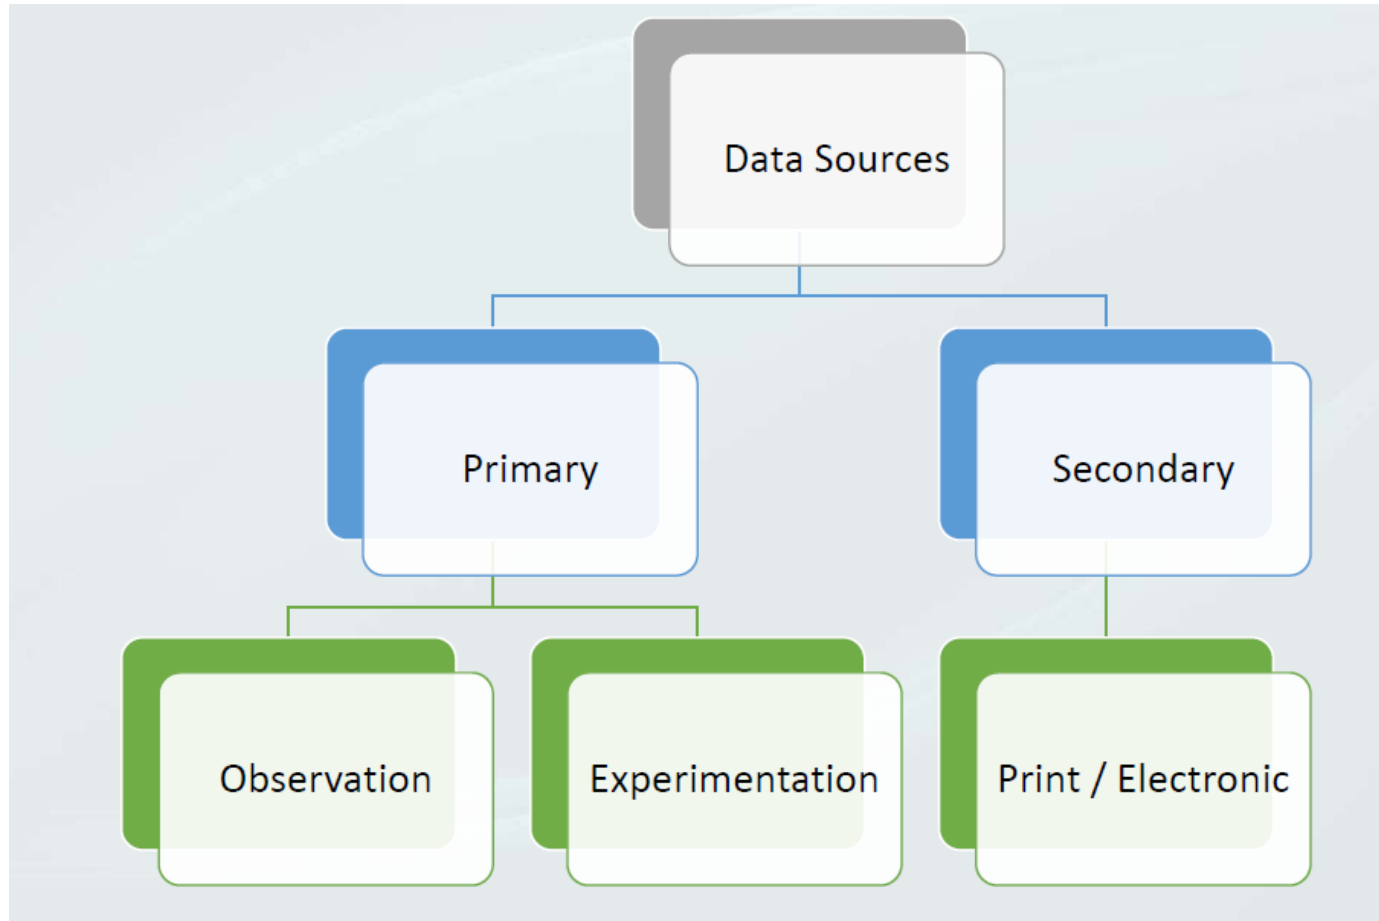 Data Sources
Primary
Secondary
Observation
Experimentation
Print / Electronic